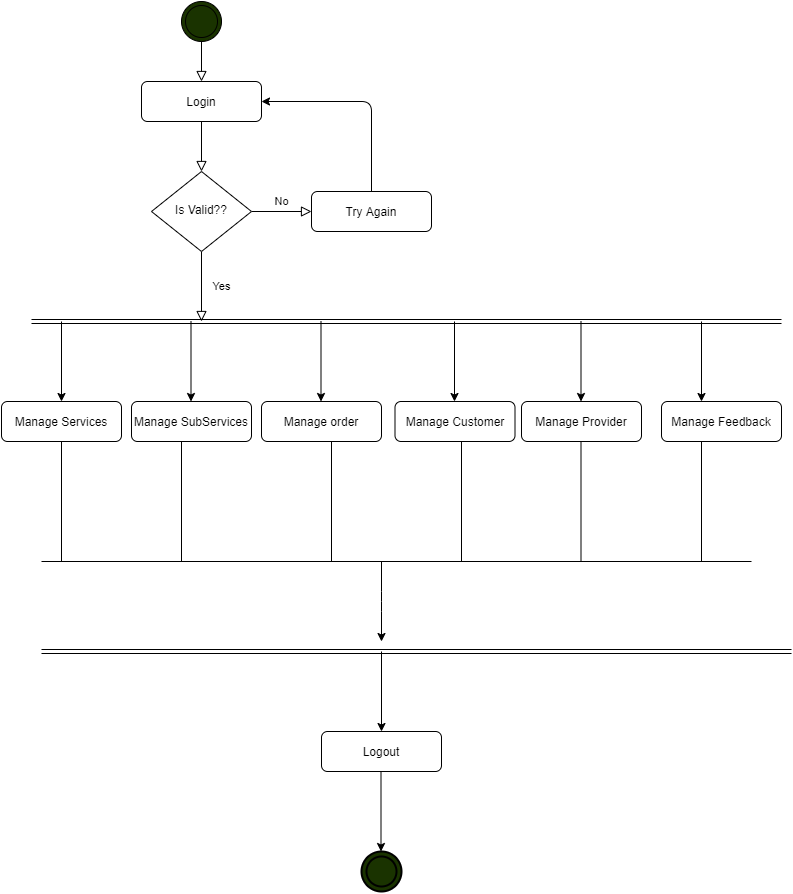 Login
Is Valid??
No
Try Again
Yes
Manage Services
Manage SubServices
Manage order
Manage Customer
Manage Provider
Manage Feedback
Logout